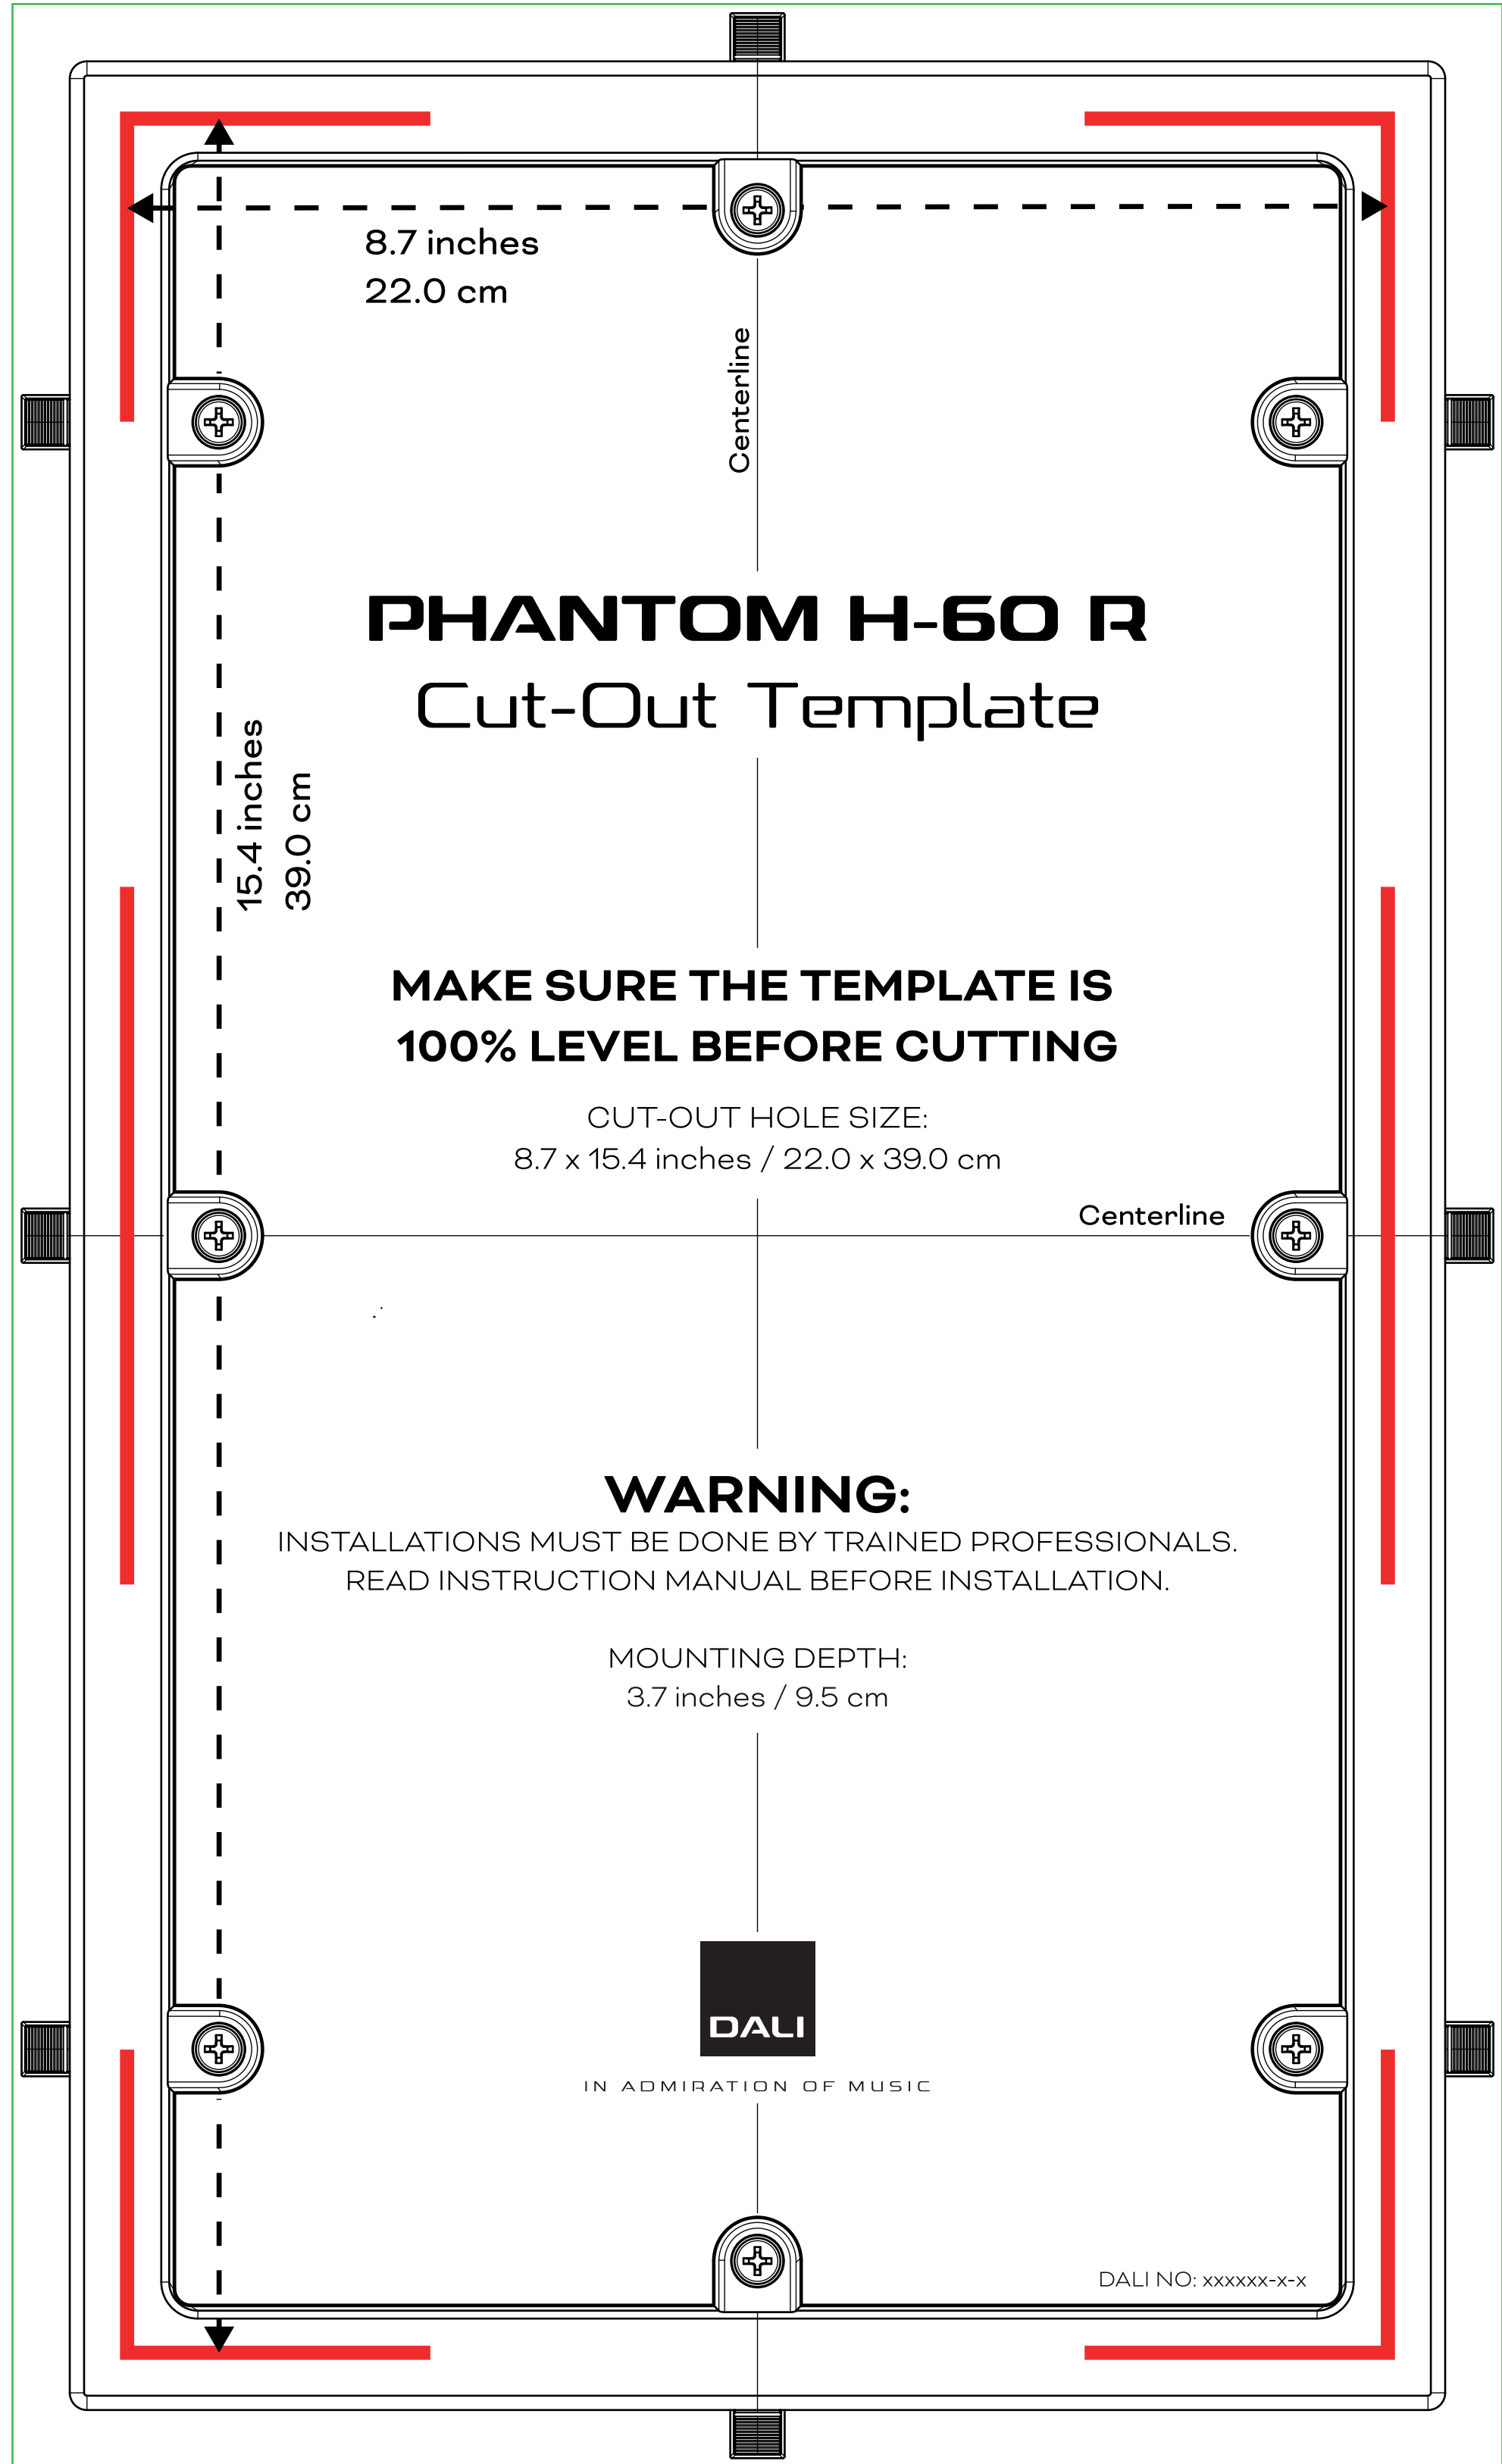 8.7 inches
22.0 cm
Centerline
PHANTOM H-60 R
Cut-Out Template
15.4 inches
39.0 cm
MAKE SURE THE TEMPLATE IS
100% LEVEL BEFORE CUTTING
CUT-OUT HOLE SIZE:
8.7 x 15.4 inches / 22.0 x 39.0 cm
Centerline
WARNING:
INSTALLATIONS MUST BE DONE BY TRAINED PROFESSIONALS.
READ INSTRUCTION MANUAL BEFORE INSTALLATION.
MOUNTING DEPTH:
3.7 inches / 9.5 cm
DALI
IN ADMIRATION OF MUSIC
DALI NO: xxxxxx-x-x